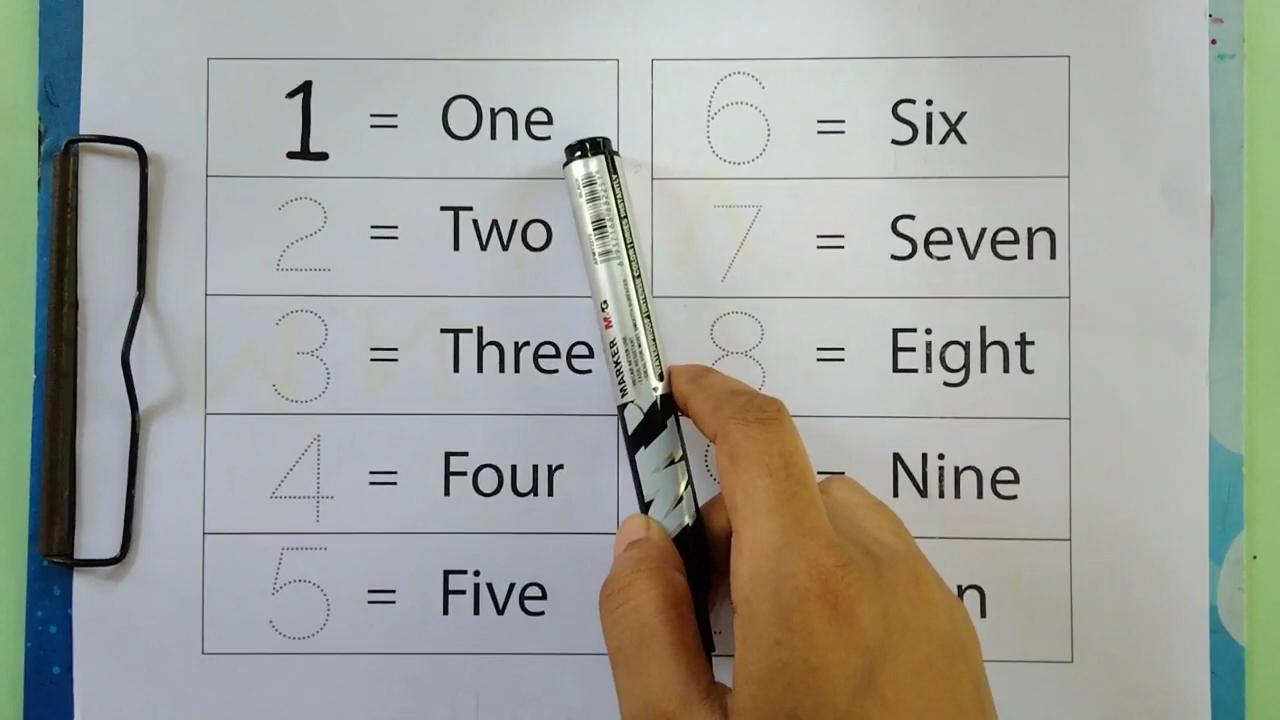 1 = One
2 = Two
3 = Three
4 = Four
5 = Five
6 = Six
7 = Seven
8 = Eight
= Nine
n
MARKER M&G